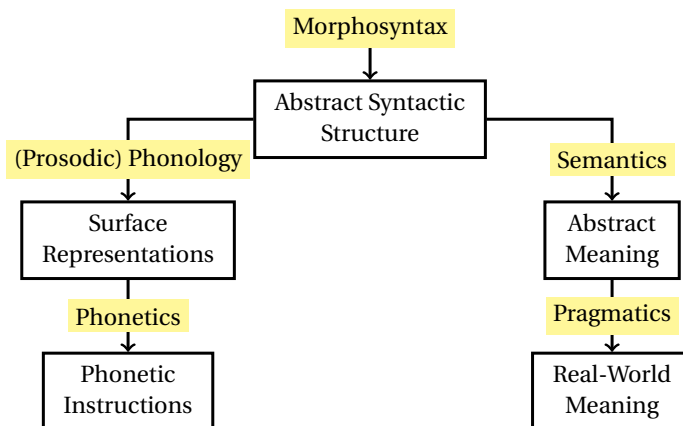 Morphosyntax
Abstract Syntactic
Structure
(Prosodic) Phonology
Semantics
Surface
Representations
Abstract
Meaning
Phonetics
Pragmatics
Phonetic
Instructions
Real-World
Meaning